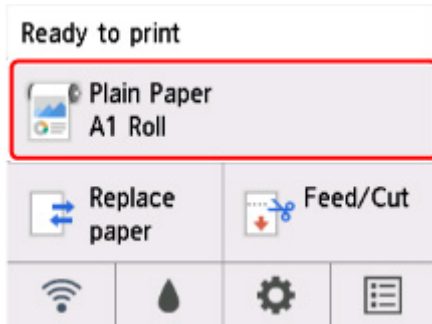 Ready to print
Plain Paper
A1 Roll
Replace
paper
Feed/Cut